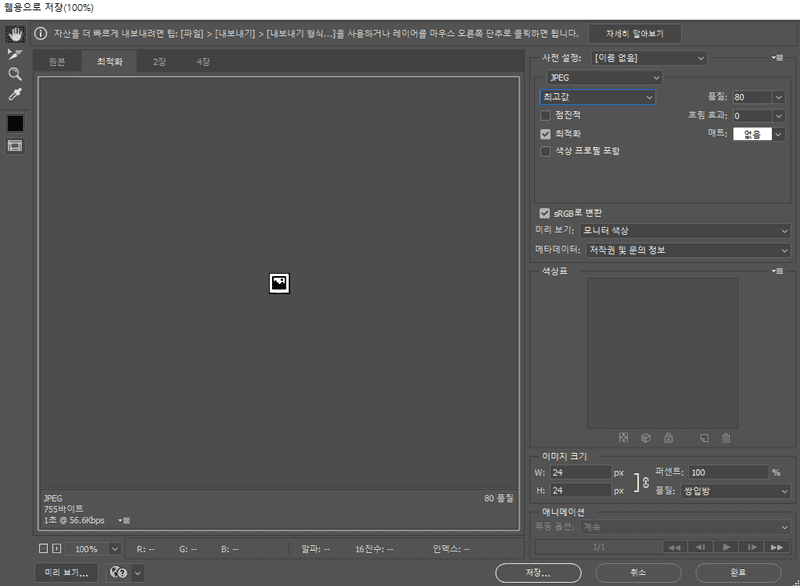 웹용으로 저장(100%)
자산을 더 빠르게 내보내려면 팁: [파일] > [내보내기] > [내보내기 형식...]을 사용하거나 레이어를 마우스 오른쪽 단추로 클릭하면 됩니다. 자세히 알아보기
원본 최적화 2장 4장
사전 설정: [이름 없음]
JPEG
최고값 품질: 80
점진적 흐림 효과: 0
최적화 매트: 없음
색상 프로필 포함
sRGB로 변환
미리 보기: 모니터 색상
메타데이터: 저작권 및 문의 정보
색상표
이미지 크기
W: 24 px 퍼센트: 100 %
H: 24 px 품질: 쌍입방
JPEG 80 품질
755바이트
1초 @ 56.6Kbps
애니메이션
루핑 옵션: 계속
1/1
100% R: -- G: -- B: -- 알파: -- 16진수: -- 인덱스: --
미리 보기... 저장... 취소 완료